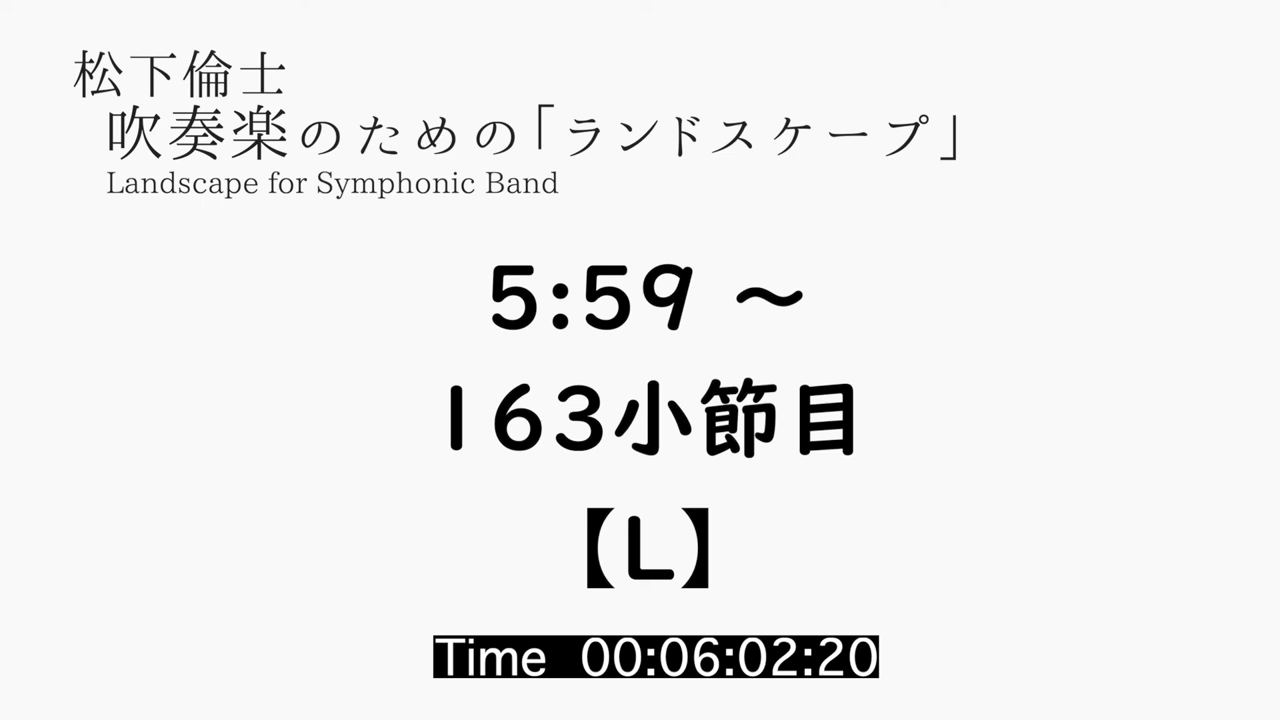 松下倫士
吹奏楽のための「ランドスケープ」
Landscape for Symphonic Band
5:59 〜
163小節目
【L】
Time 00:06:02:20